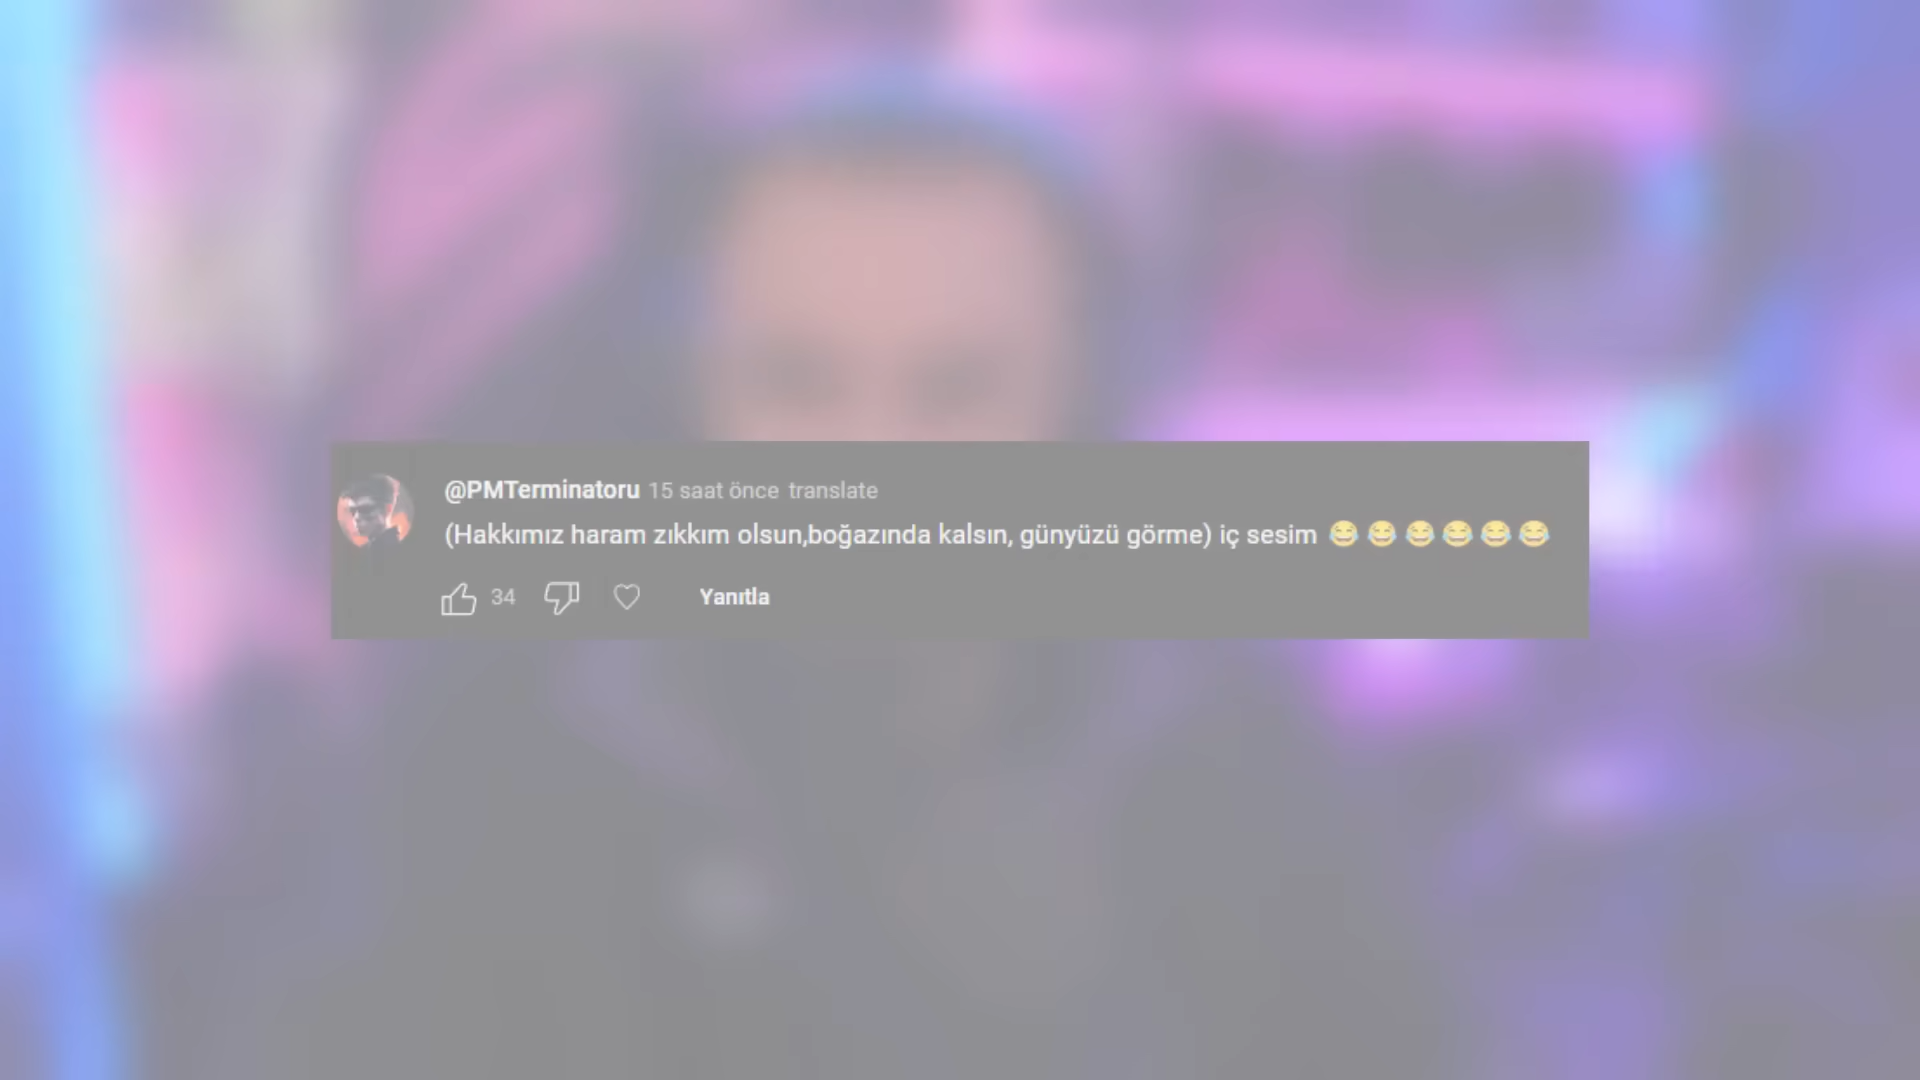 @PMTerminatoru 15 saat önce translate
(Hakkımız haram zıkkım olsun,boğazında kalsın, günyüzü görme) iç sesim 😂😂😂😂😂😂
34 Yanıtla